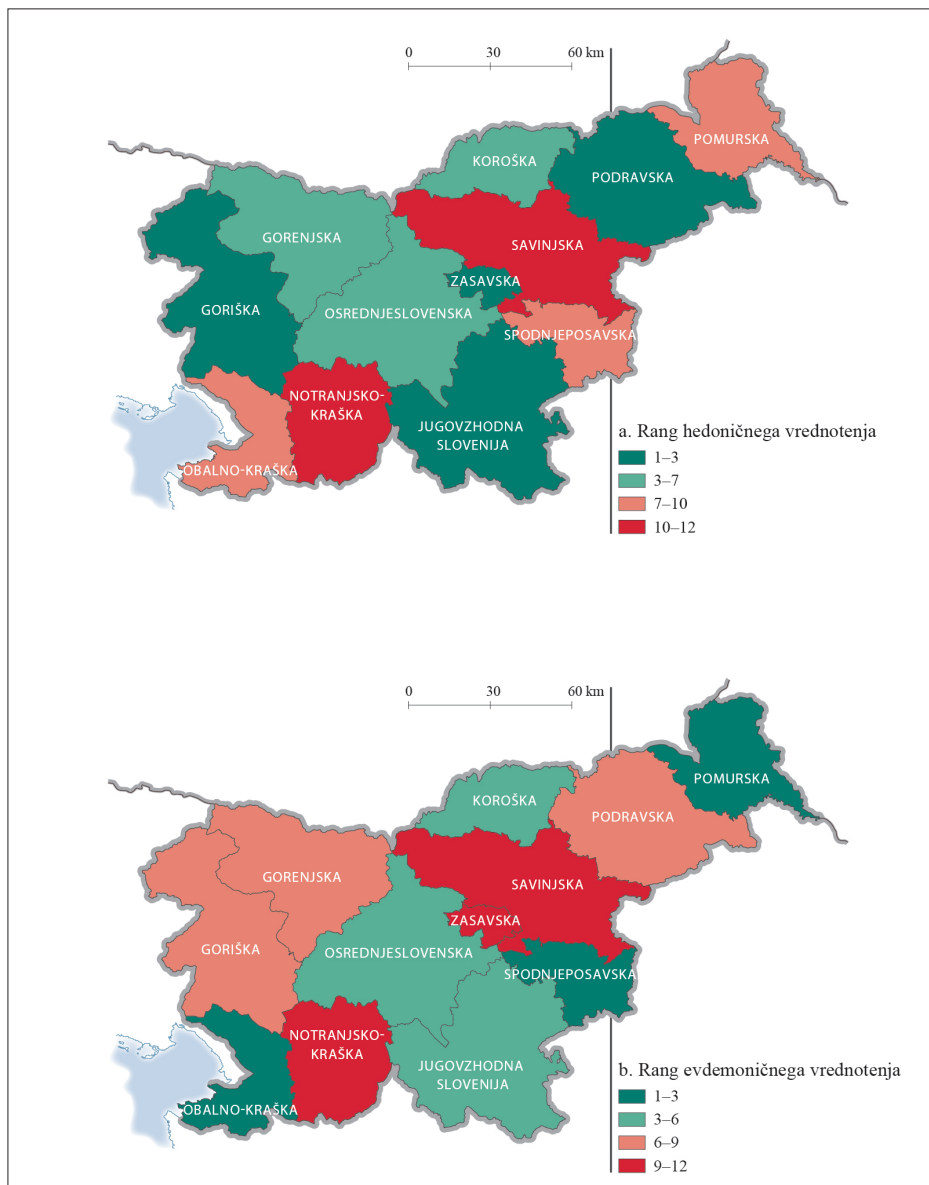 0 30 60 km
POMURSKA
KOROŠKA
PODRAVSKA
GORENJSKA
SAVINJSKA
ZASAVSKA
GORIŠKA
OSREDNJESLOVENSKA
SPODNJEPOSAVSKA
NOTRANJSKO-
KRAŠKA
JUGOVZHODNA
SLOVENIJA
OBALNO-KRAŠKA
a. Rang hedoničnega vrednotenja
1–3
3–7
7–10
10–12
0 30 60 km
POMURSKA
KOROŠKA
PODRAVSKA
GORENJSKA
SAVINJSKA
ZASAVSKA
GORIŠKA
OSREDNJESLOVENSKA
SPODNJEPOSAVSKA
NOTRANJSKO-
KRAŠKA
JUGOVZHODNA
SLOVENIJA
OBALNO-KRAŠKA
b. Rang evdemoničnega vrednotenja
1–3
3–6
6–9
9–12